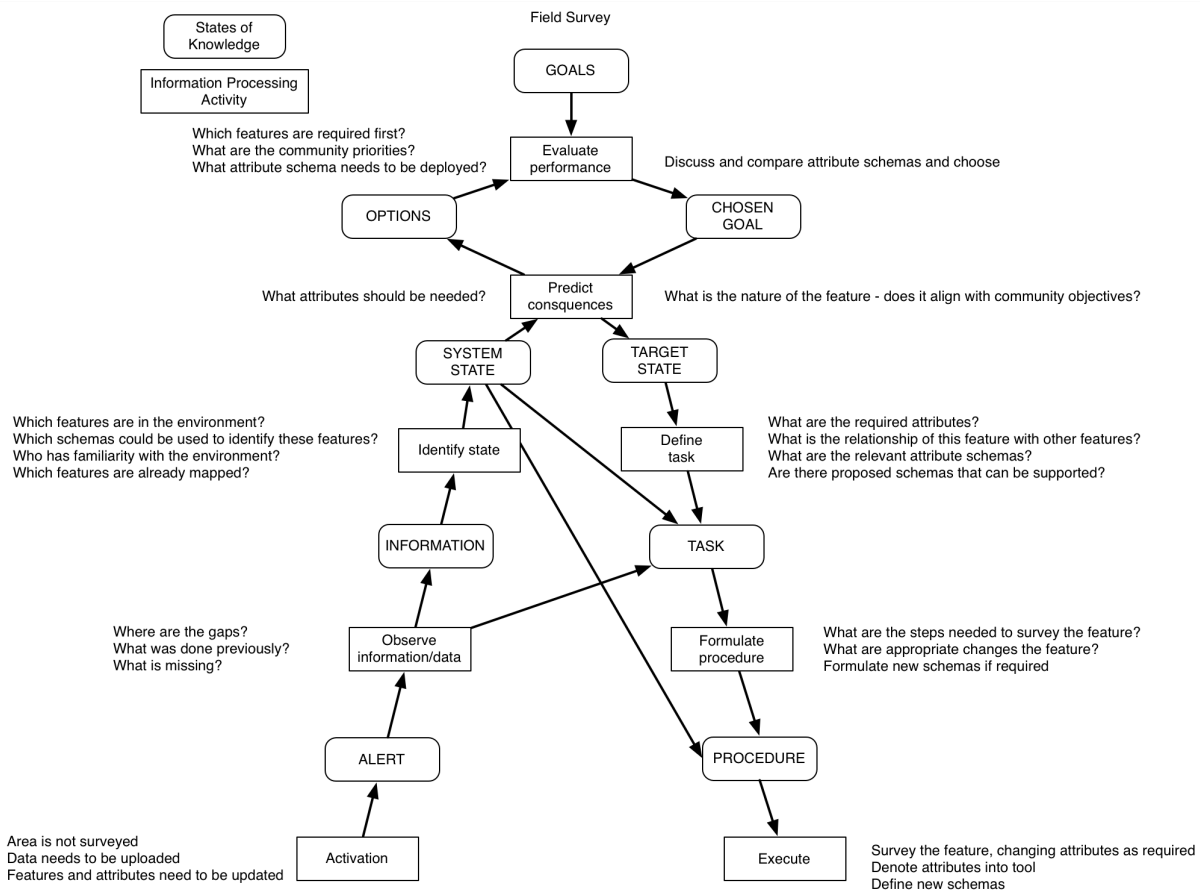 Field Survey
States of
Knowledge
Information Processing
Activity
GOALS
Which features are required first?
What are the community priorities?
What attribute schema needs to be deployed?
Evaluate
performance
Discuss and compare attribute schemas and choose
OPTIONS
CHOSEN
GOAL
What attributes should be needed?
Predict
consquences
What is the nature of the feature - does it align with community objectives?
SYSTEM
STATE
TARGET
STATE
Which features are in the environment?
Which schemas could be used to identify these features?
Who has familiarity with the environment?
Which features are already mapped?
Identify state
Define
task
What are the required attributes?
What is the relationship of this feature with other features?
What are the relevant attribute schemas?
Are there proposed schemas that can be supported?
INFORMATION
TASK
Where are the gaps?
What was done previously?
What is missing?
Observe
information/data
Formulate
procedure
What are the steps needed to survey the feature?
What are appropriate changes the feature?
Formulate new schemas if required
ALERT
PROCEDURE
Area is not surveyed
Data needs to be uploaded
Features and attributes need to be updated
Activation
Execute
Survey the feature, changing attributes as required
Denote attributes into tool
Define new schemas